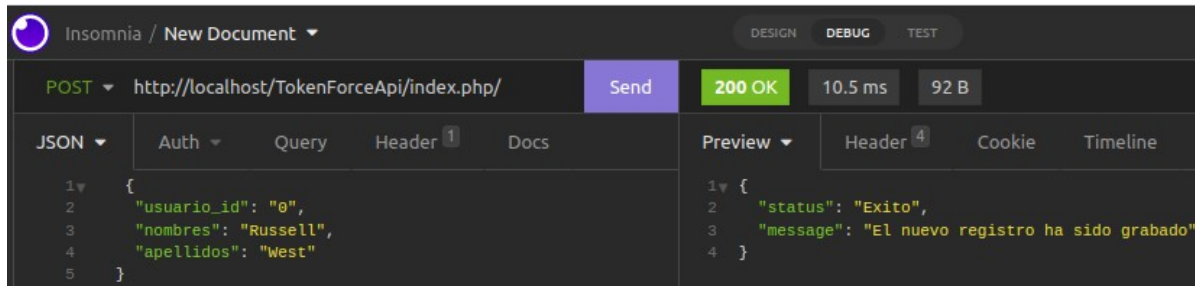 Insomnia / New Document
DESIGN DEBUG TEST
POST http://localhost/TokenForceApi/index.php/ Send 200 OK 10.5 ms 92 B
JSON Auth Query Header 1 Docs Preview Header 4 Cookie Timeline
1 {
2 "usuario_id": "0",
3 "nombres": "Russell",
4 "apellidos": "West"
5 }
1 {
2 "status": "Exito",
3 "message": "El nuevo registro ha sido grabado"
4 }